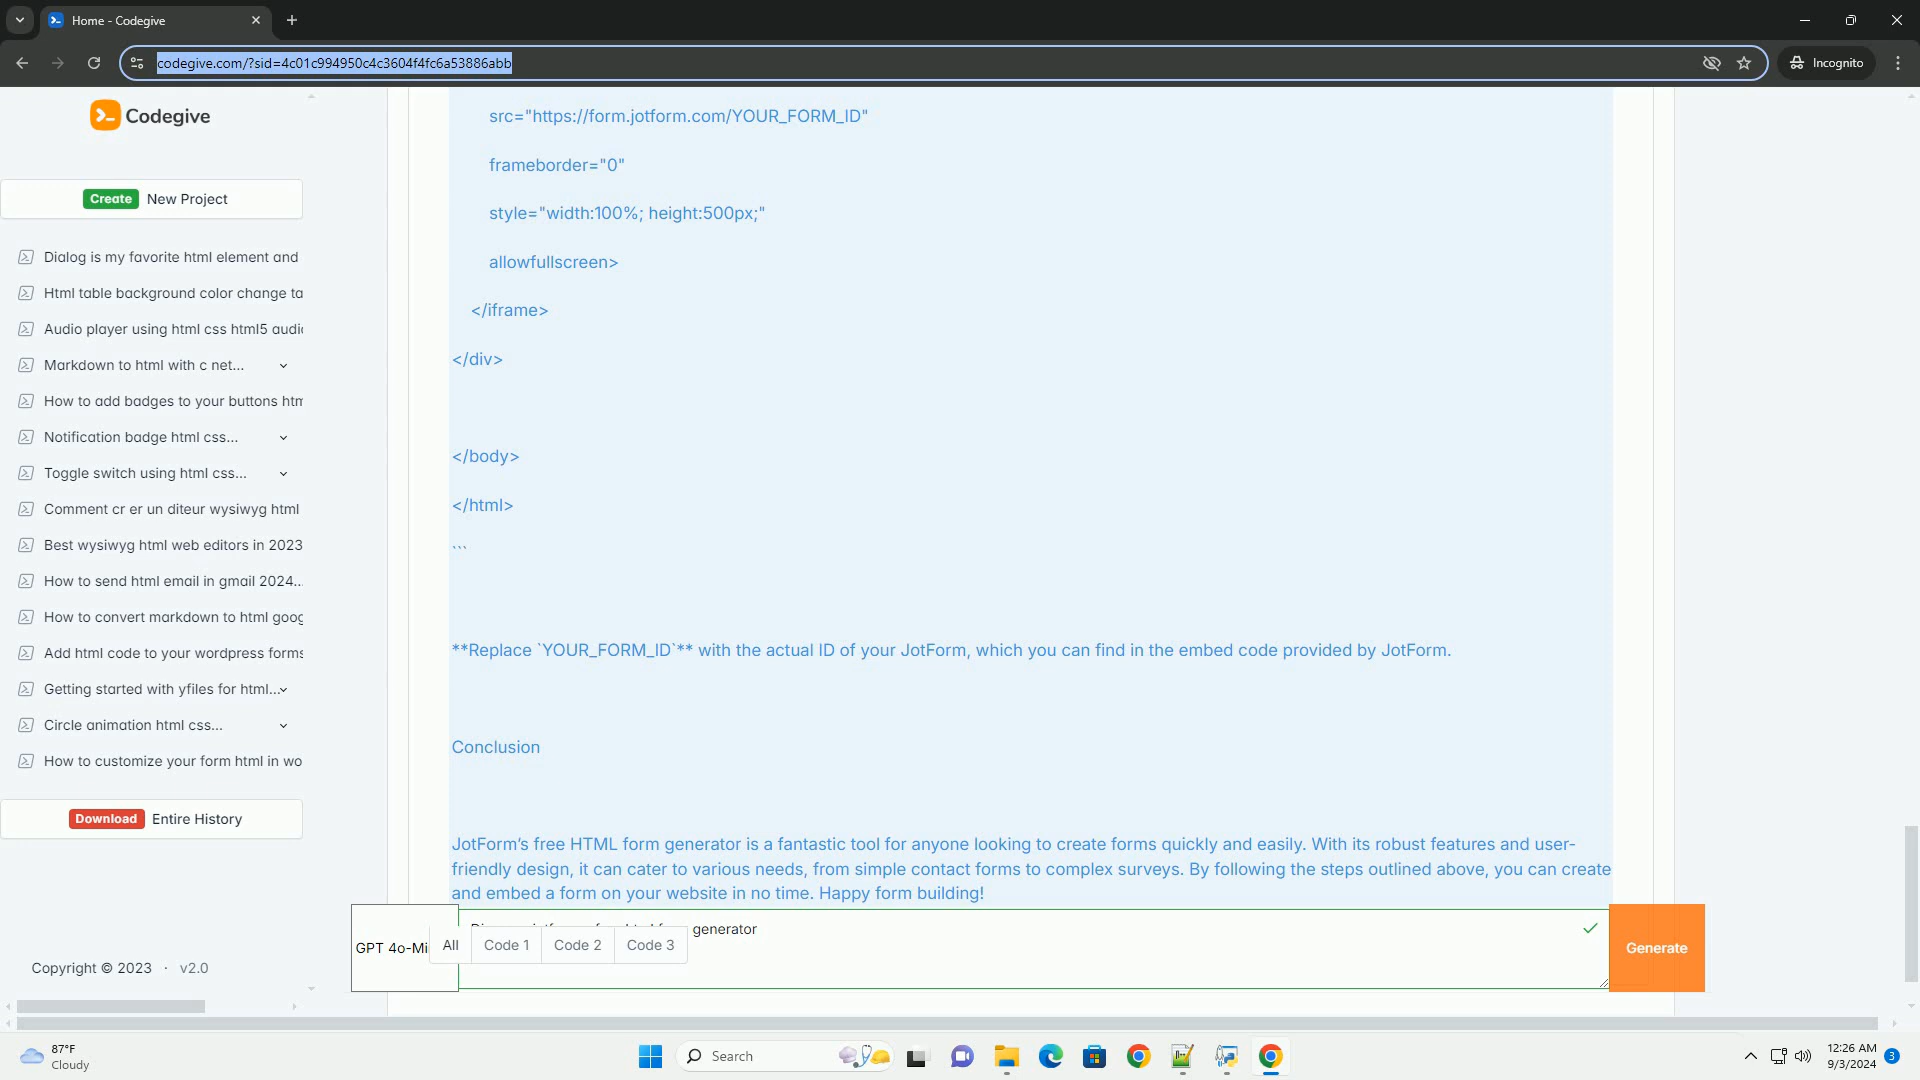 Home - Codegive
codegive.com/?sid=4c01c994950c4c3604f4fc6a53886abb
Incognito
Codegive
Create New Project
Dialog is my favorite html element and
Html table background color change ta
Audio player using html css html5 audi
Markdown to html with c net...
How to add badges to your buttons htm
Notification badge html css...
Toggle switch using html css...
Comment cr er un diteur wysiwyg html
Best wysiwyg html web editors in 2023
How to send html email in gmail 2024...
How to convert markdown to html goog
Add html code to your wordpress forms
Getting started with yfiles for html...
Circle animation html css...
How to customize your form html in wo
Download Entire History
Copyright © 2023 · v2.0
src="https://form.jotform.com/YOUR_FORM_ID"
frameborder="0"
style="width:100%; height:500px;"
allowfullscreen>
</iframe>
</div>
</body>
</html>
```
**Replace `YOUR_FORM_ID`** with the actual ID of your JotForm, which you can find in the embed code provided by JotForm.
Conclusion
JotForm's free HTML form generator is a fantastic tool for anyone looking to create forms quickly and easily. With its robust features and user-
friendly design, it can cater to various needs, from simple contact forms to complex surveys. By following the steps outlined above, you can create
and embed a form on your website in no time. Happy form building!
generator
GPT 4o-Mi
All Code 1 Code 2 Code 3
Generate
87°F
Cloudy
Search
12:26 AM
9/3/2024
3